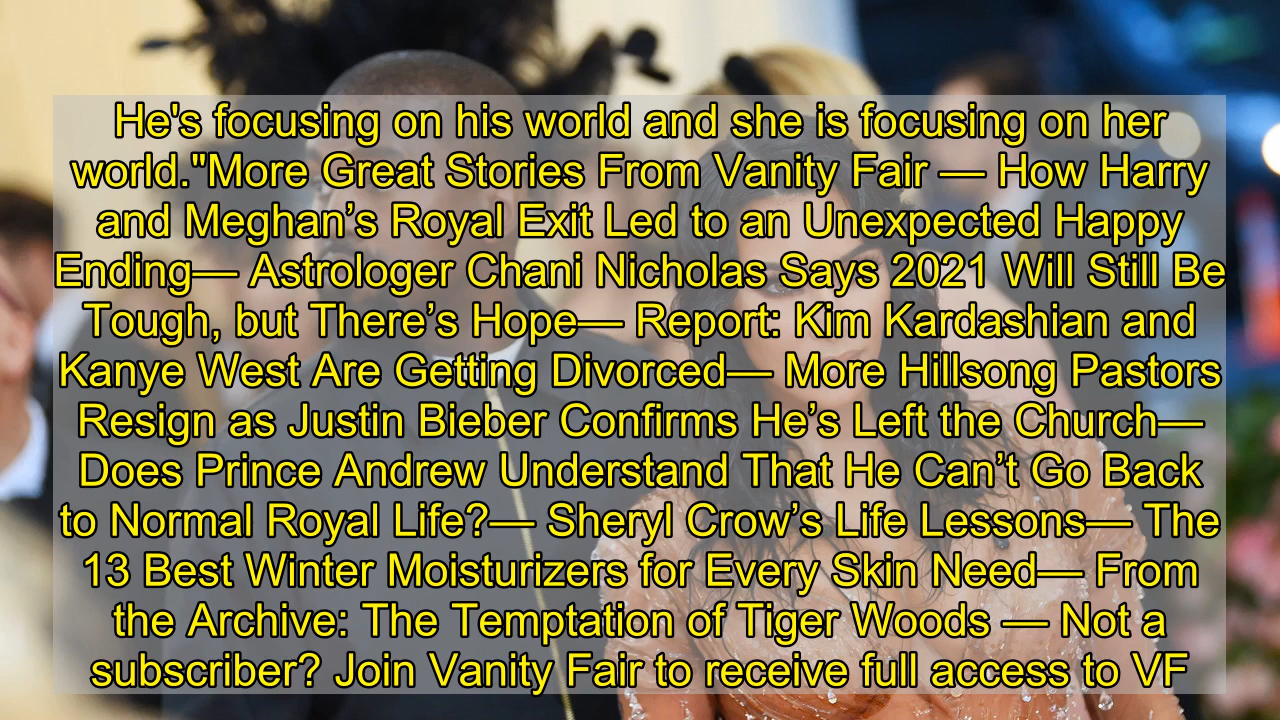 He's focusing on his world and she is focusing on her
world."More Great Stories From Vanity Fair — How Harry
and Meghan’s Royal Exit Led to an Unexpected Happy
Ending— Astrologer Chani Nicholas Says 2021 Will Still Be
Tough, but There’s Hope— Report: Kim Kardashian and
Kanye West Are Getting Divorced— More Hillsong Pastors
Resign as Justin Bieber Confirms He’s Left the Church—
Does Prince Andrew Understand That He Can’t Go Back
to Normal Royal Life?— Sheryl Crow’s Life Lessons— The
13 Best Winter Moisturizers for Every Skin Need— From
the Archive: The Temptation of Tiger Woods — Not a
subscriber? Join Vanity Fair to receive full access to VF